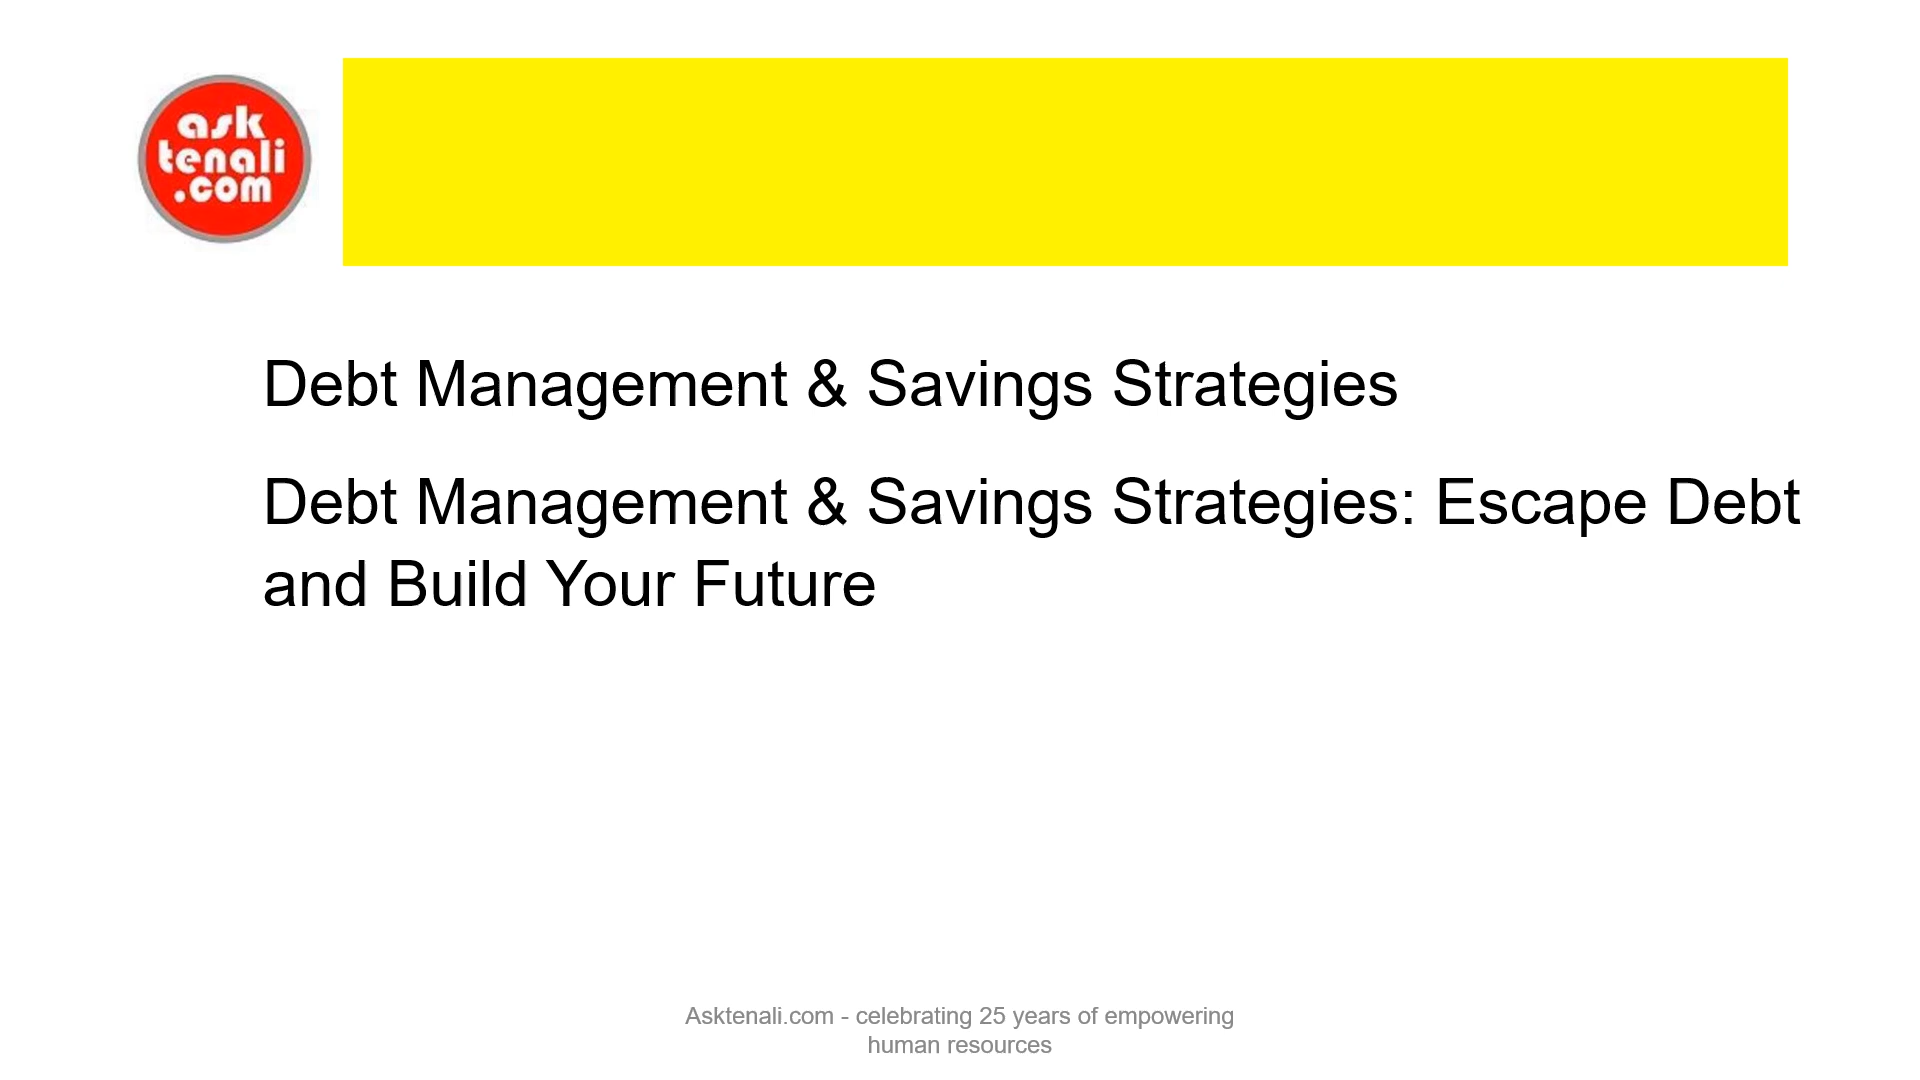 ask
tenali
.com
Debt Management & Savings Strategies
Debt Management & Savings Strategies: Escape Debt
and Build Your Future
Asktenali.com - celebrating 25 years of empowering
human resources